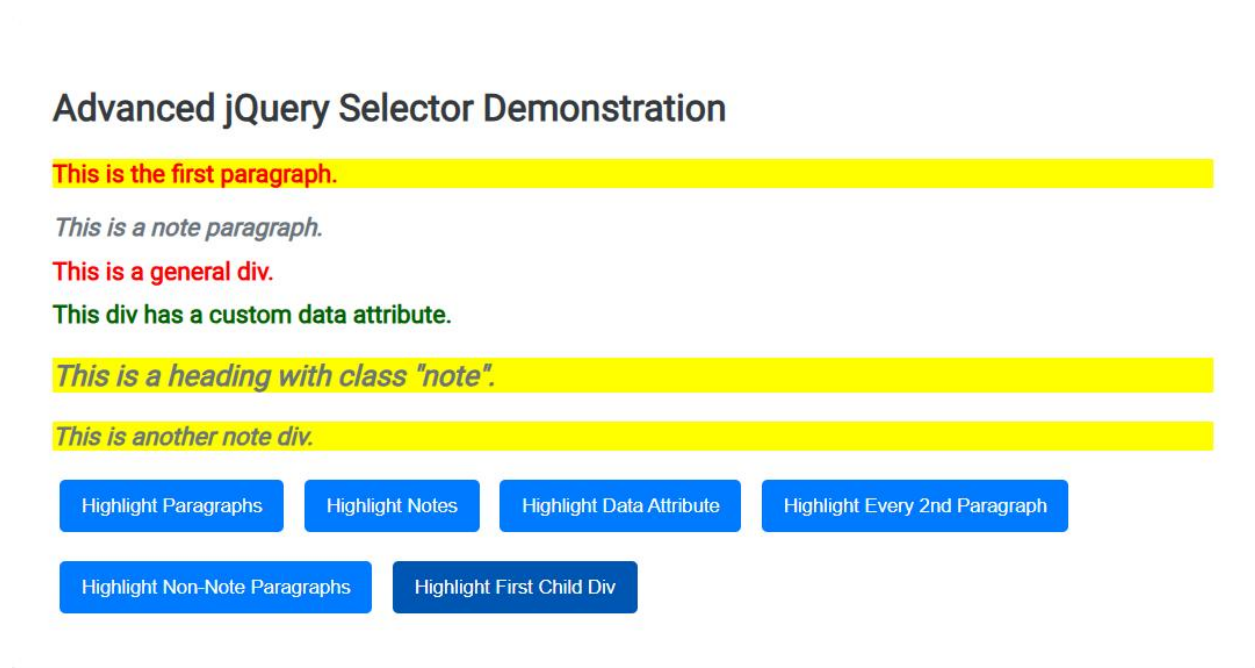 Advanced jQuery Selector Demonstration
This is the first paragraph.
This is a note paragraph.
This is a general div.
This div has a custom data attribute.
This is a heading with class "note".
This is another note div.
Highlight Paragraphs Highlight Notes Highlight Data Attribute Highlight Every 2nd Paragraph
Highlight Non-Note Paragraphs Highlight First Child Div